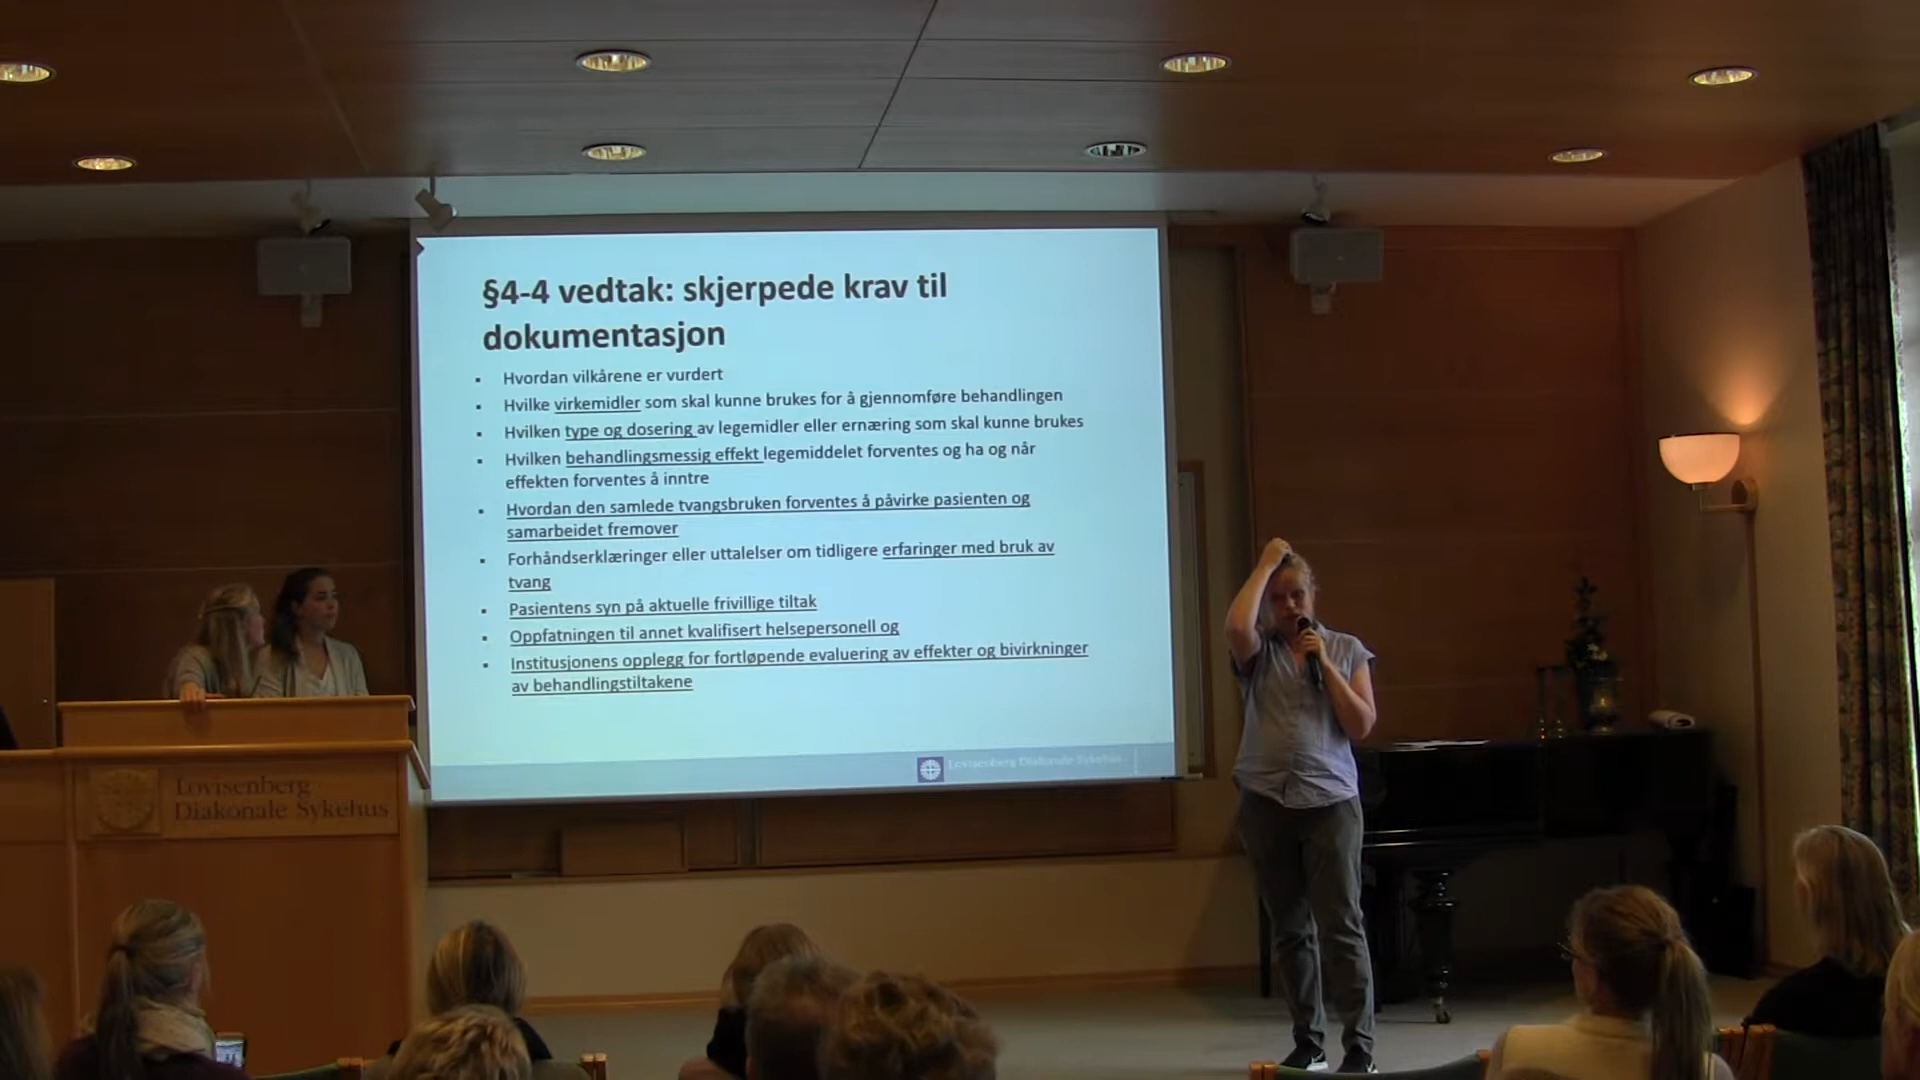 §4-4 vedtak: skjerpede krav til
dokumentasjon
▪ Hvordan vilkårene er vurdert
▪ Hvilke virkemidler som skal kunne brukes for å gjennomføre behandlingen
▪ Hvilken type og dosering av legemidler eller ernæring som skal kunne brukes
▪ Hvilken behandlingsmessig effekt legemiddelet forventes og ha og når
effekten forventes å inntre
▪ Hvordan den samlede tvangsbruken forventes å påvirke pasienten og
samarbeidet fremover
▪ Forhåndserklæringer eller uttalelser om tidligere erfaringer med bruk av
tvang
▪ Pasientens syn på aktuelle frivillige tiltak
▪ Oppfatningen til annet kvalifisert helsepersonell og
▪ Institusjonens opplegg for fortløpende evaluering av effekter og bivirkninger
av behandlingstiltakene
Lovisenberg Diakonale Sykehus
Lovisenberg
Diakonale Sykehus